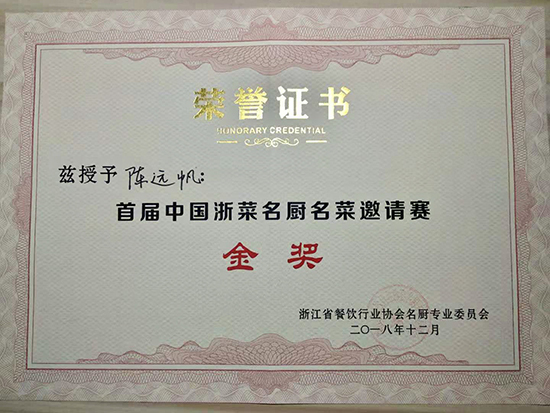 荣誉证书
HONORARY CREDENTIAL
兹授予 陈远帆:
首届中国浙菜名厨名菜邀请赛
金奖
浙江省餐饮行业协会名厨专业委员会
二〇一八年十二月